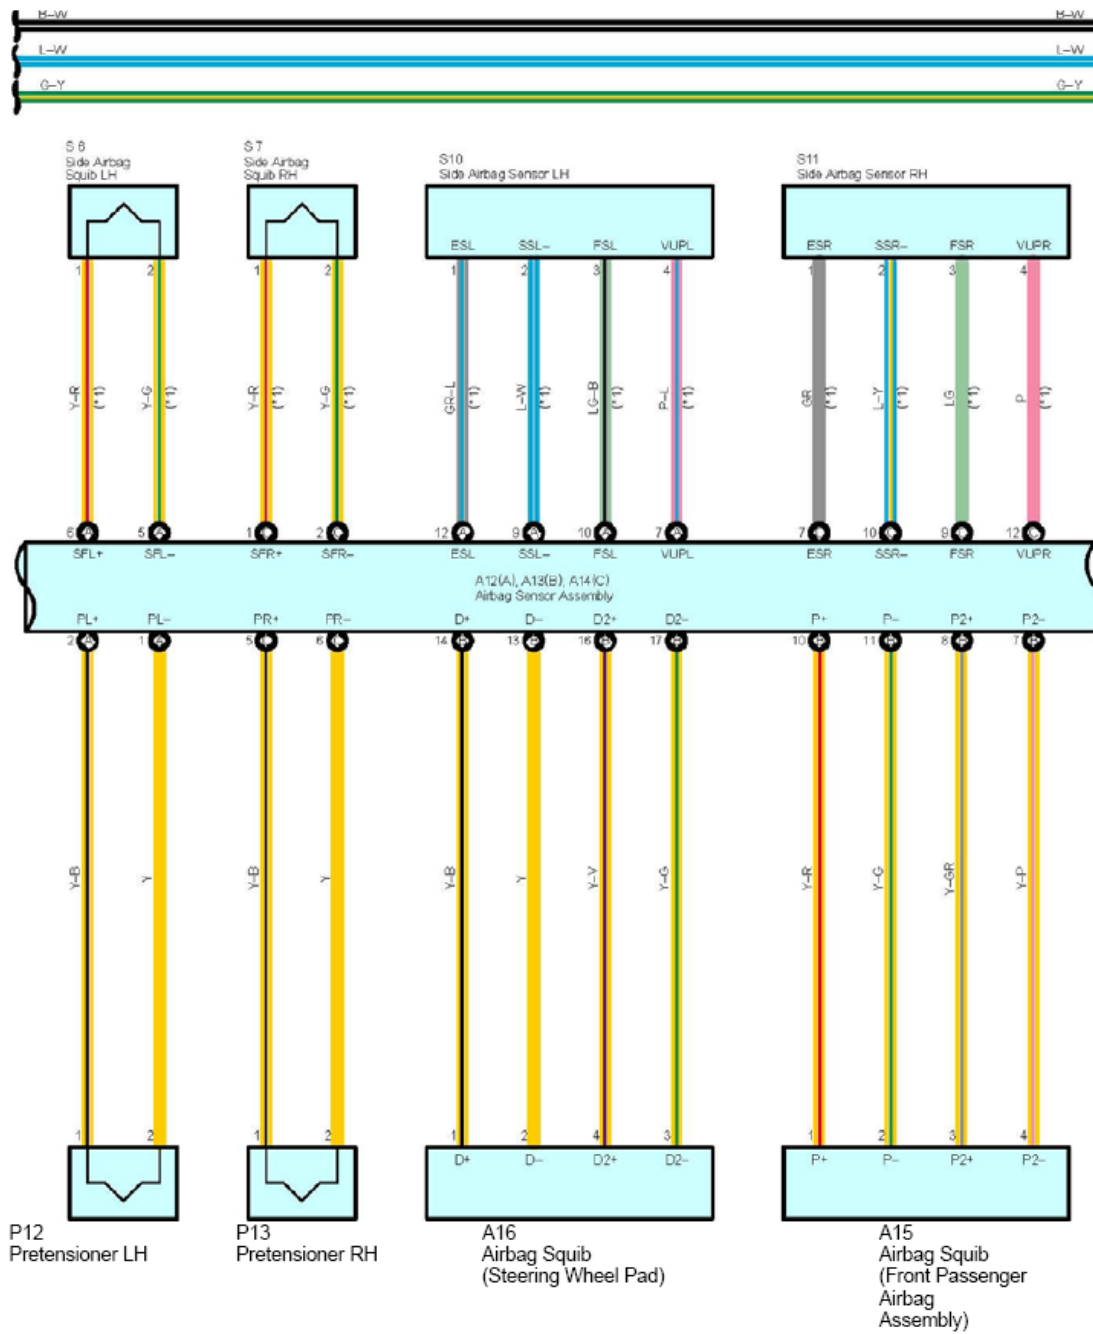 B–W B–W
L–W L–W
G–Y G–Y
S 6
Side Airbag
Squib LH
S 7
Side Airbag
Squib RH
S10
Side Airbag Sensor LH
S11
Side Airbag Sensor RH
ESL SSL– FSL VUPL ESR SSR– FSR VUPR
1 2 1 2 1 2 3 4 1 2 3 4
Y–R (*1) Y–G (*1) Y–R (*1) Y–G (*1) GR–L (*1) L–W (*1) LG–B (*1) P–L (*1) GR (*1) L–Y (*1) LG (*1) P (*1)
6 A 5 A 1 C 2 C 12 A 9 A 10 A 7 A 7 C 10 C 9 C 12 C
SFL+ SFL– SFR+ SFR– ESL SSL– FSL VUPL ESR SSR– FSR VUPR
A12(A), A13(B), A14(C)
Airbag Sensor Assembly
PL+ PL– PR+ PR– D+ D– D2+ D2– P+ P– P2+ P2–
2 A 1 A 5 C 6 C 14 B 13 B 16 B 17 B 10 B 11 B 8 B 7 B
Y–B Y Y–B Y Y–B Y Y–V Y–G Y–R Y–G Y–GR Y–P
1 2 1 2 1 2 4 3 1 2 3 4
D+ D– D2+ D2– P+ P– P2+ P2–
P12
Pretensioner LH
P13
Pretensioner RH
A16
Airbag Squib
(Steering Wheel Pad)
A15
Airbag Squib
(Front Passenger
Airbag
Assembly)